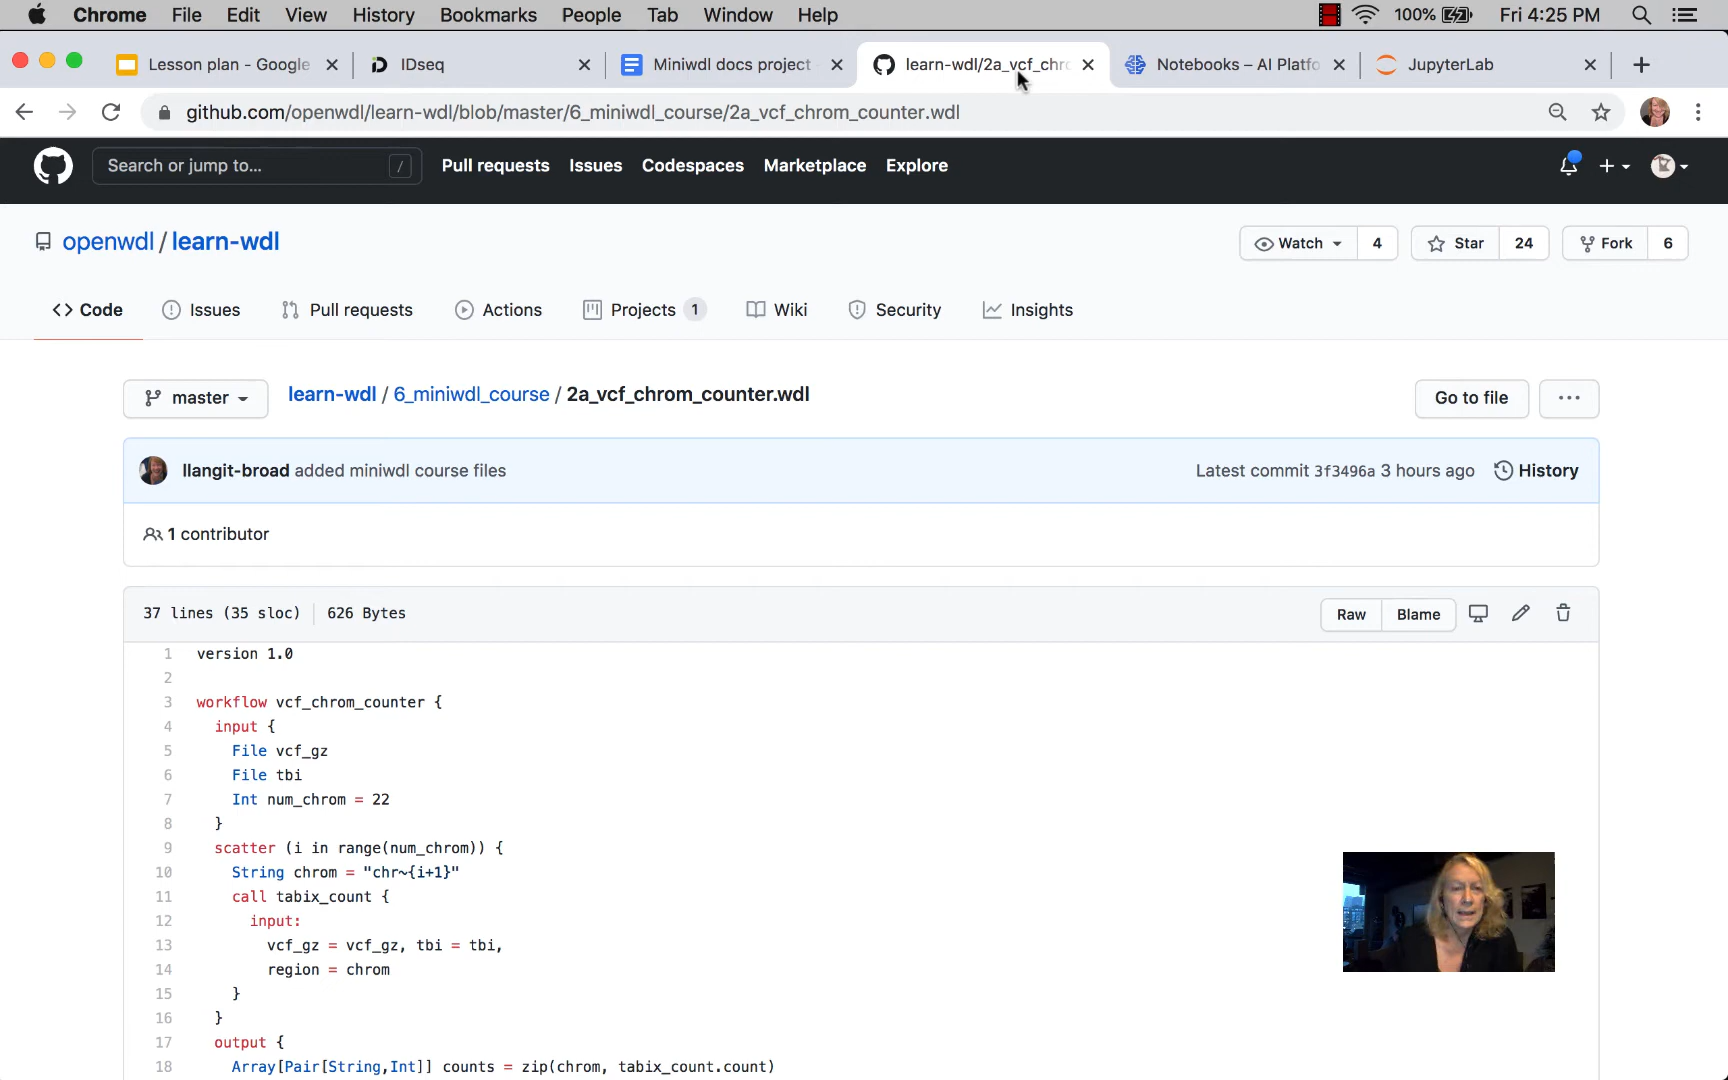 Chrome File Edit View History Bookmarks People Tab Window Help 100% Fri 4:25 PM
Lesson plan - Google IDseq Miniwdl docs project learn-wdl/2a_vcf_chro Notebooks – AI Platfo JupyterLab
github.com/openwdl/learn-wdl/blob/master/6_miniwdl_course/2a_vcf_chrom_counter.wdl
Search or jump to... / Pull requests Issues Codespaces Marketplace Explore
openwdl / learn-wdl Watch 4 Star 24 Fork 6
Code Issues Pull requests Actions Projects 1 Wiki Security Insights
master learn-wdl / 6_miniwdl_course / 2a_vcf_chrom_counter.wdl Go to file
llangit-broad added miniwdl course files Latest commit 3f3496a 3 hours ago History
1 contributor
37 lines (35 sloc) 626 Bytes Raw Blame
1 version 1.0
2
3 workflow vcf_chrom_counter {
4 input {
5 File vcf_gz
6 File tbi
7 Int num_chrom = 22
8 }
9 scatter (i in range(num_chrom)) {
10 String chrom = "chr~{i+1}"
11 call tabix_count {
12 input:
13 vcf_gz = vcf_gz, tbi = tbi,
14 region = chrom
15 }
16 }
17 output {
18 Array[Pair[String,Int]] counts = zip(chrom, tabix_count.count)